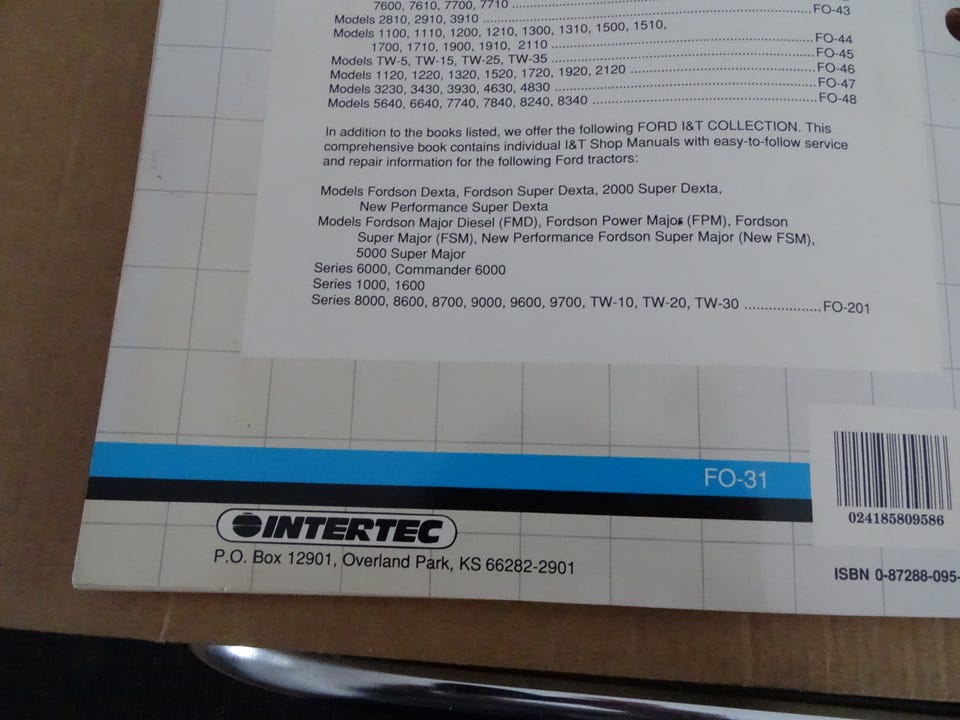 7600, 7610, 7700, 7710
Models 2810, 2910, 3910 ........ FO-43
Models 1100, 1110, 1200, 1210, 1300, 1310, 1500, 1510,
1700, 1710, 1900, 1910, 2110 ........ FO-44
Models TW-5, TW-15, TW-25, TW-35 ........ FO-45
Models 1120, 1220, 1320, 1520, 1720, 1920, 2120 ........ FO-46
Models 3230, 3430, 3930, 4630, 4830 ........ FO-47
Models 5640, 6640, 7740, 7840, 8240, 8340 ........ FO-48
In addition to the books listed, we offer the following FORD I&T COLLECTION. This
comprehensive book contains individual I&T Shop Manuals with easy-to-follow service
and repair information for the following Ford tractors:
Models Fordson Dexta, Fordson Super Dexta, 2000 Super Dexta,
New Performance Super Dexta
Models Fordson Major Diesel (FMD), Fordson Power Major (FPM), Fordson
Super Major (FSM), New Performance Fordson Super Major (New FSM),
5000 Super Major
Series 6000, Commander 6000
Series 1000, 1600
Series 8000, 8600, 8700, 9000, 9600, 9700, TW-10, TW-20, TW-30 ........ FO-201
FO-31
024185809586
INTERTEC
P.O. Box 12901, Overland Park, KS 66282-2901
ISBN 0-87288-095-